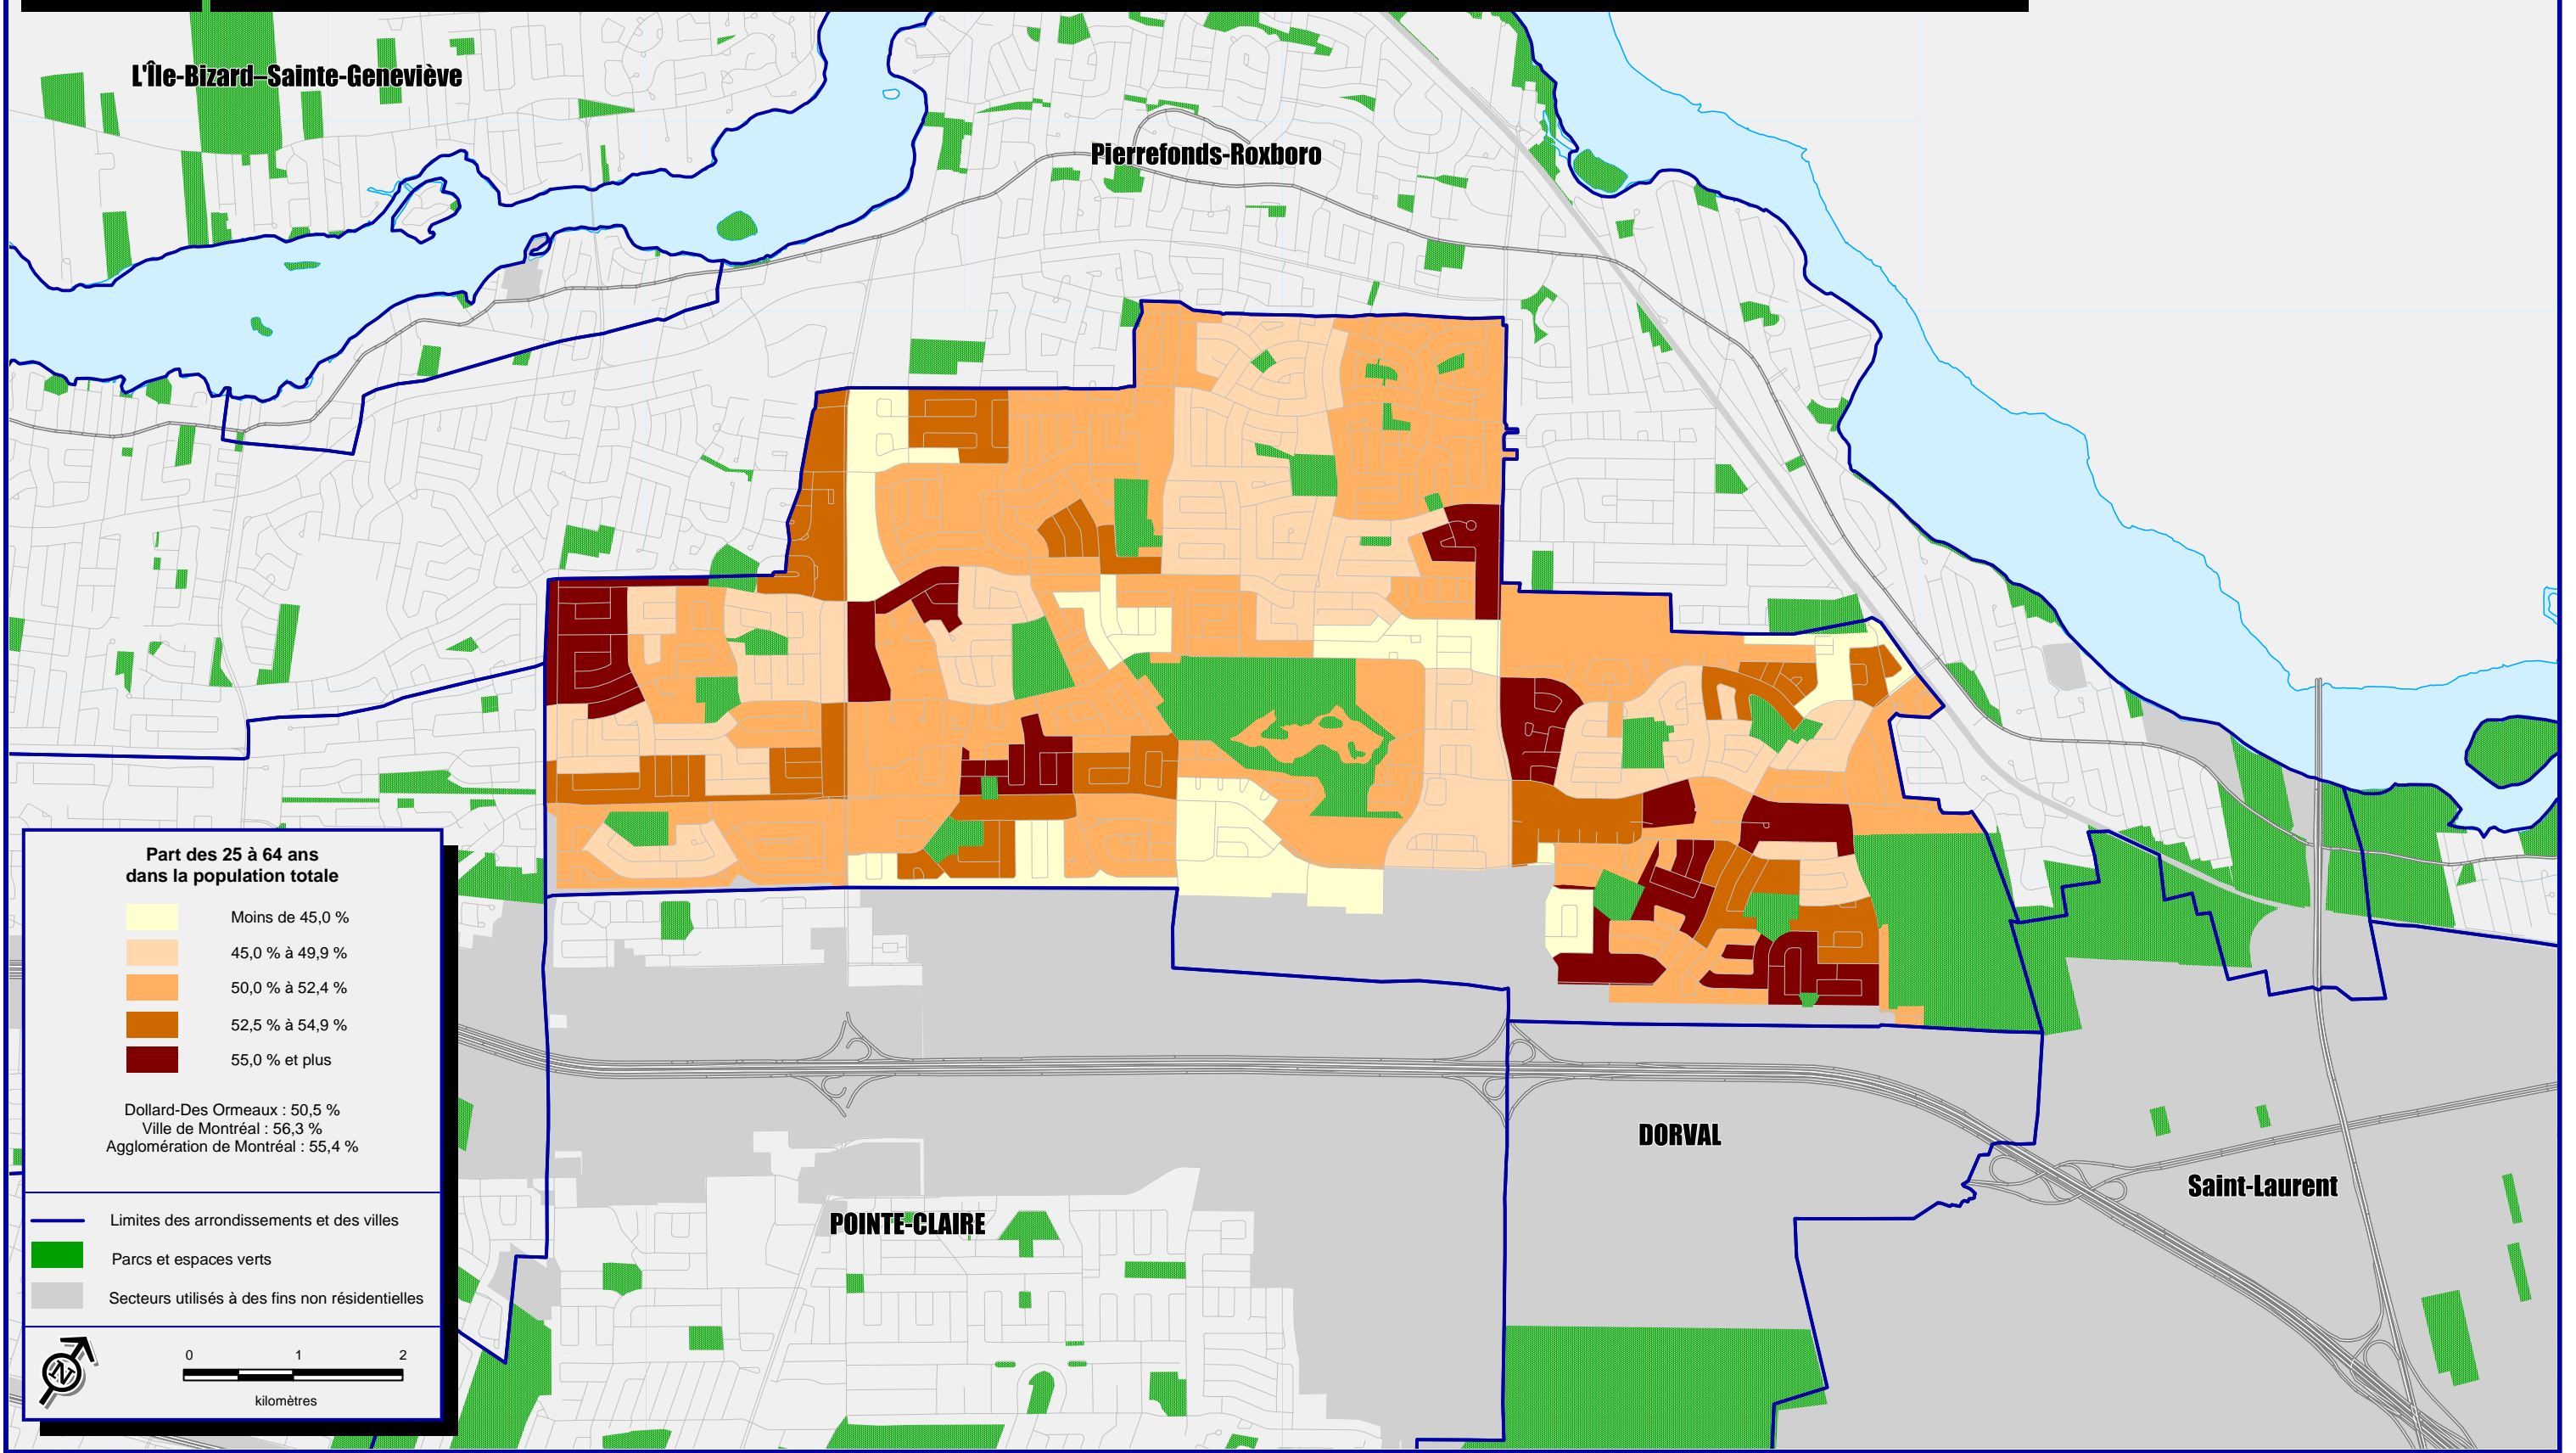 L'Île-Bizard–Sainte-Geneviève
Pierrefonds-Roxboro
Part des 25 à 64 ans
dans la population totale
Moins de 45,0 %
45,0 % à 49,9 %
50,0 % à 52,4 %
52,5 % à 54,9 %
55,0 % et plus
Dollard-Des Ormeaux : 50,5 %
Ville de Montréal : 56,3 %
Agglomération de Montréal : 55,4 %
Limites des arrondissements et des villes
Parcs et espaces verts
Secteurs utilisés à des fins non résidentielles
N
0 1 2
kilomètres
DORVAL
Saint-Laurent
POINTE-CLAIRE